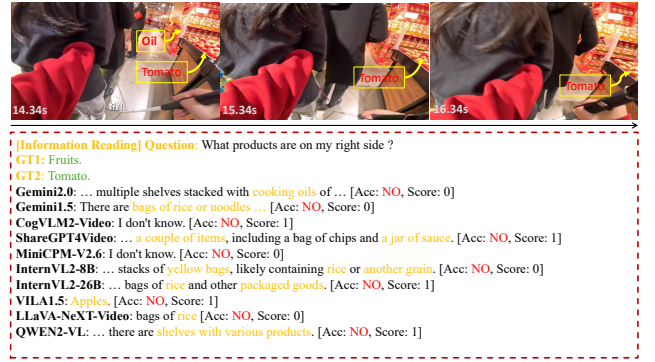 Oil
Tomato
Tomato
Tomato
14.34s
15.34s
16.34s
[Information Reading] Question: What products are on my right side ?
GT1: Fruits.
GT2: Tomato.
Gemini2.0: … multiple shelves stacked with cooking oils of … [Acc: NO, Score: 0]
Gemini1.5: There are bags of rice or noodles … [Acc: NO, Score: 0]
CogVLM2-Video: I don't know. [Acc: NO, Score: 1]
ShareGPT4Video: … a couple of items, including a bag of chips and a jar of sauce. [Acc: NO, Score: 1]
MiniCPM-V2.6: I don't know. [Acc: NO, Score: 0]
InternVL2-8B: … stacks of yellow bags, likely containing rice or another grain. [Acc: NO, Score: 0]
InternVL2-26B: … bags of rice and other packaged goods. [Acc: NO, Score: 1]
VILA1.5: Apples. [Acc: NO, Score: 1]
LLaVA-NeXT-Video: bags of rice [Acc: NO, Score: 0]
QWEN2-VL: … there are shelves with various products. [Acc: NO, Score: 1]